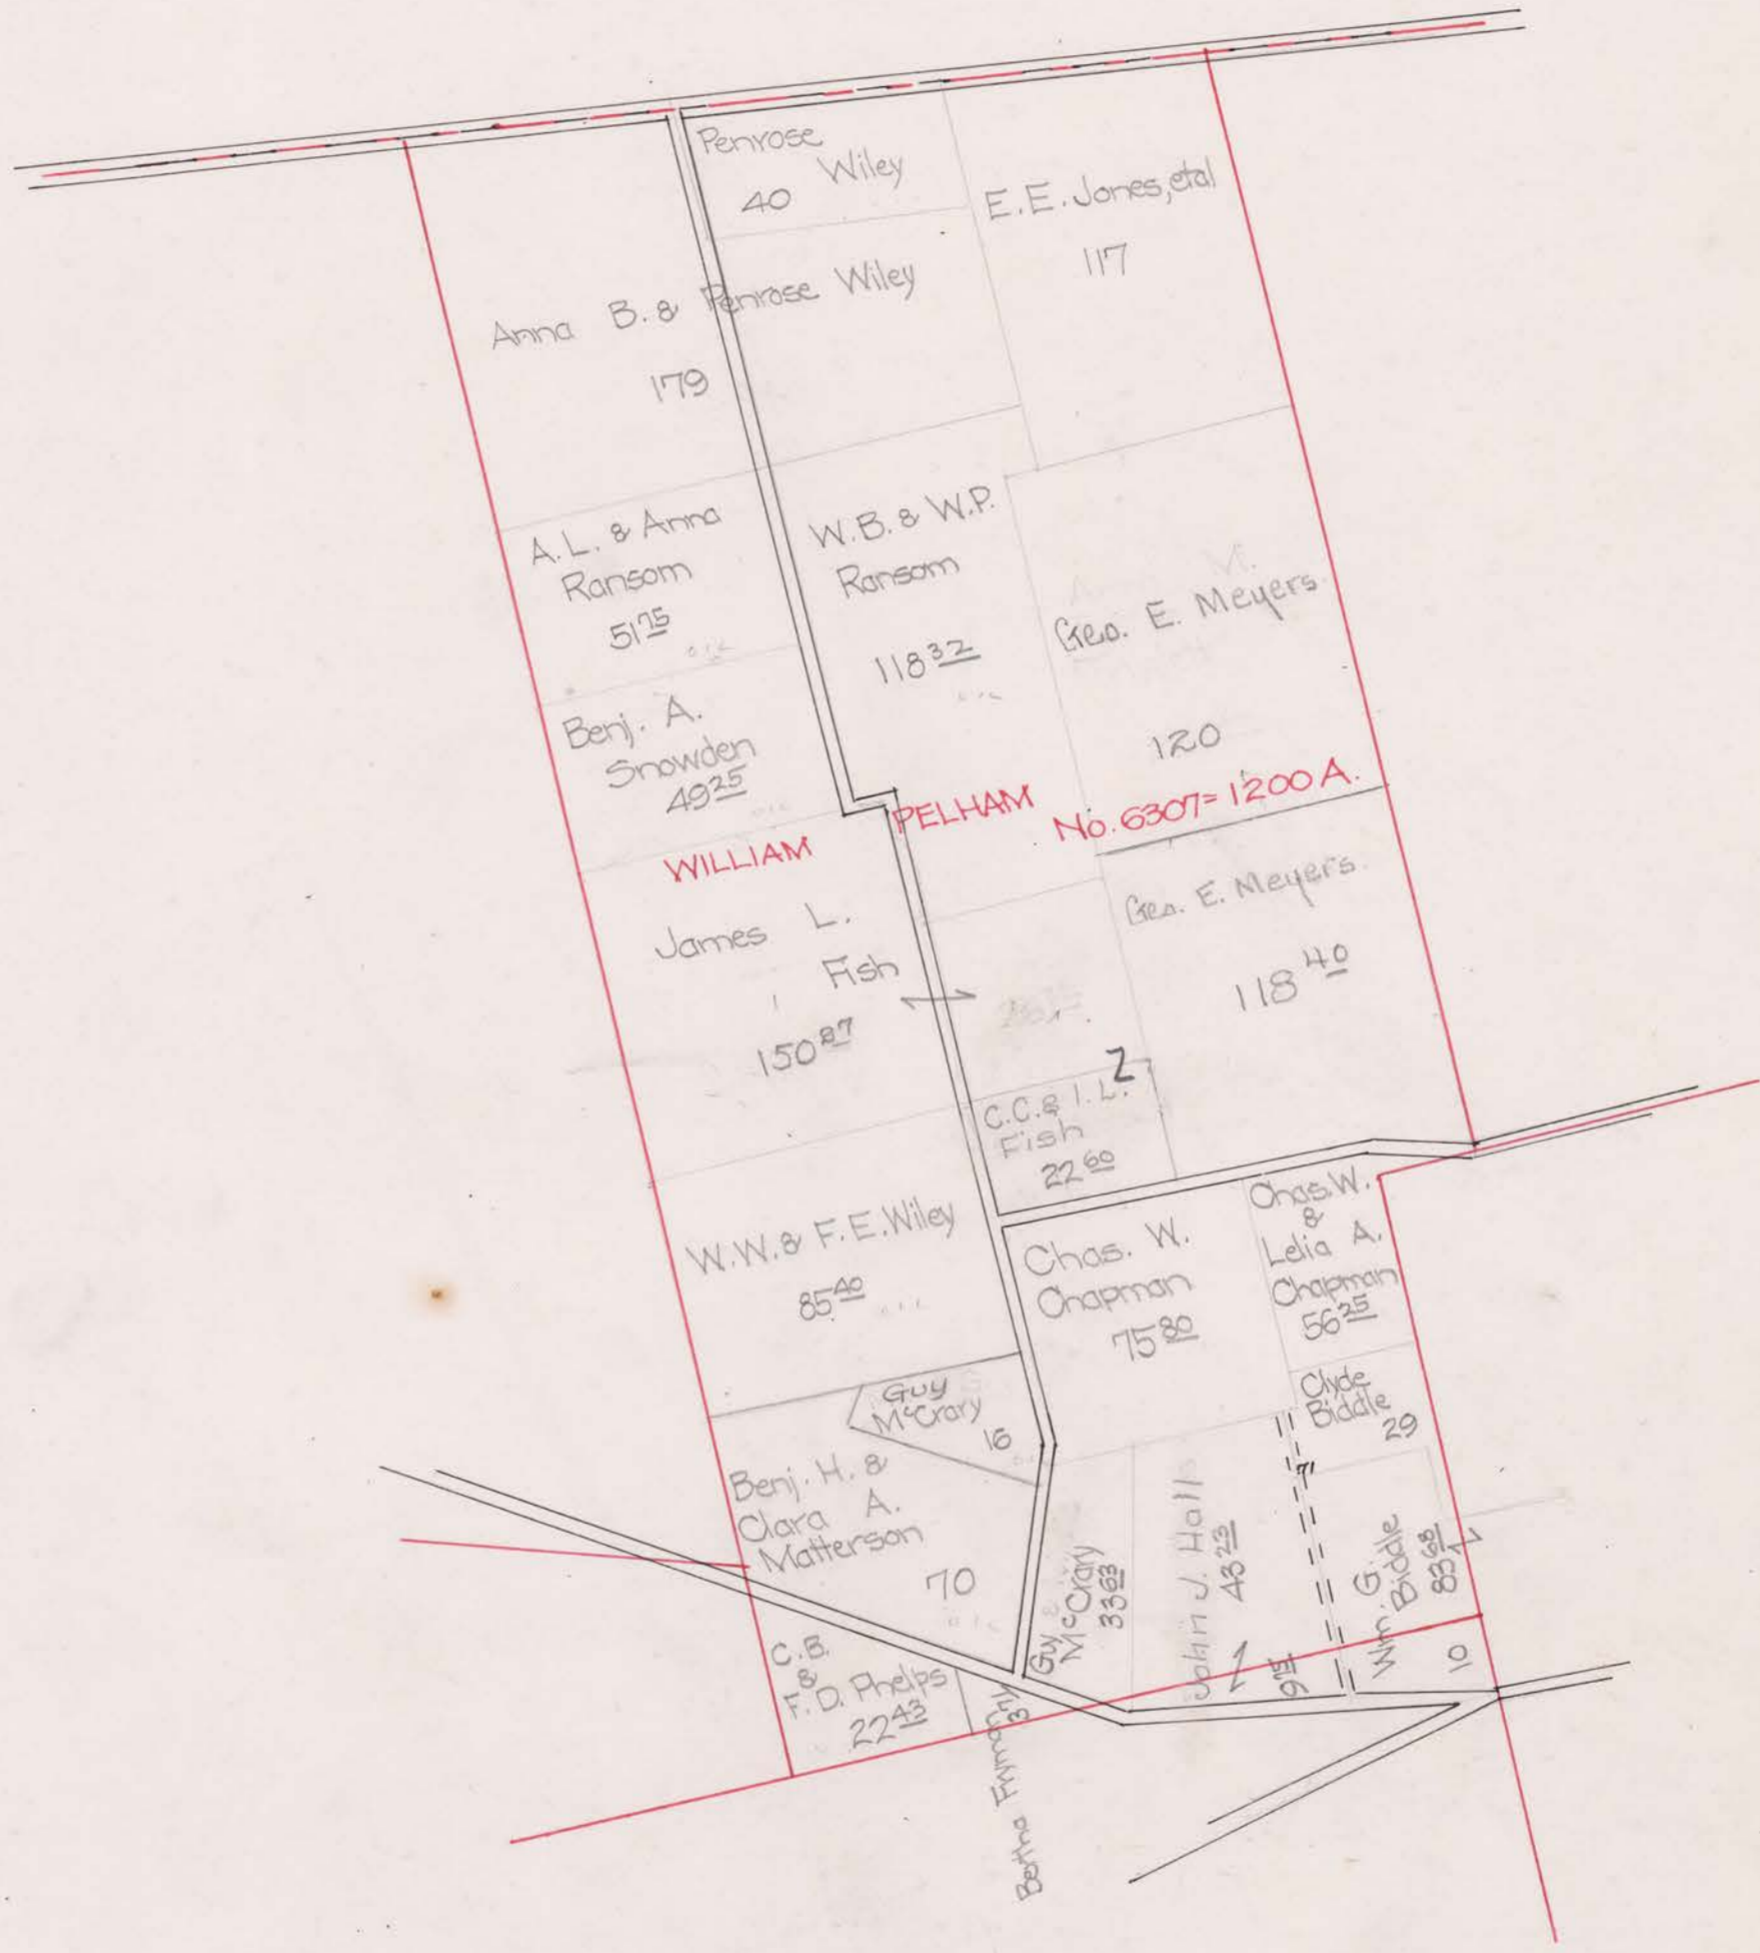 Penrose
Wiley
40
E.E. Jones, etal
117
Anna B. & Penrose Wiley
179
A.L. & Anna
Ransom
51 75
W.B. & W.P.
Ransom
118 32
Geo. E. Meyers
120
Benj. A.
Snowden
49 25
WILLIAM PELHAM No. 6307 = 1200 A.
James L.
Fish
150 87
Geo. E. Meyers
118 40
Z
C.C. & I.L.
Fish
22 60
W.W. & F.E. Wiley
85 40
Chas. W.
Chapman
75 80
Chas. W.
&
Lelia A.
Chapman
56 25
Clyde
Biddle
29
Guy
McCrary
16
Benj. H. &
Clara A.
Matterson
70
Guy
McCrary
33 63
John J. Hall
43 23
9 75
Wm. G.
Biddle
83 68
10
C.B.
&
F.D. Phelps
22 43
Bertha Fryman